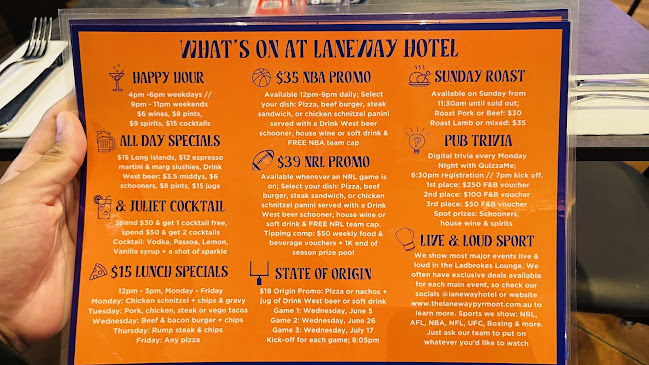 WHAT'S ON AT LANEWAY HOTEL
HAPPY HOUR
4pm -6pm weekdays //
9pm - 11pm weekends
$6 wines, $8 pints,
$9 spirits, $15 cocktails
ALL DAY SPECIALS
$15 Long Islands, $12 espresso
martini & marg slushies, Drink
West beer: $3.5 middys, $6
schooners, $8 pints, $15 jugs
& JULIET COCKTAIL
Spend $30 & get 1 cocktail free,
spend $50 & get 2 cocktails
Cocktail: Vodka, Passoa, Lemon,
Vanilla syrup + a shot of sparkle
$15 LUNCH SPECIALS
12pm - 3pm, Monday - Friday
Monday: Chicken schnitzel + chips & gravy
Tuesday: Pork, chicken, steak or vego tacos
Wednesday: Beef & bacon burger + chips
Thursday: Rump steak & chips
Friday: Any pizza
$35 NBA PROMO
Available 12pm-9pm daily; Select
your dish: Pizza, beef burger, steak
sandwich, or chicken schnitzel panini
served with a Drink West beer
schooner, house wine or soft drink &
FREE NBA team cap
$39 NRL PROMO
Available whenever an NRL game is
on; Select your dish: Pizza, beef
burger, steak sandwich, or chicken
schnitzel panini served with a Drink
West beer schooner, house wine or
soft drink & FREE NRL team cap.
Tipping comp: $50 weekly food &
beverage vouchers + 1K end of
season prize pool
STATE OF ORIGIN
$19 Origin Promo: Pizza or nachos +
jug of Drink West beer or soft drink
Game 1: Wednesday, June 5
Game 2: Wednesday, June 26
Game 3: Wednesday, July 17
Kick-off for each game; 8:05pm
SUNDAY ROAST
Available on Sunday from
11:30am until sold out;
Roast Pork or Beef: $30
Roast Lamb or mixed: $35
PUB TRIVIA
Digital trivia every Monday
Night with QuizzaMe;
6:30pm registration // 7pm kick off.
1st place: $250 F&B voucher
2nd place: $100 F&B voucher
3rd place: $50 F&B voucher
Spot prizes: Schooners,
house wine & spirits
LIVE & LOUD SPORT
We show most major events live &
loud in the Ladbrokes Lounge. We
often have exclusive deals available
for each main event, so check our
socials @lanewayhotel or website
www.thelanewaypyrmont.com.au to
learn more. Sports we show: NRL,
AFL, NBA, NFL, UFC, Boxing & more.
Just ask our team to put on
whatever you'd like to watch